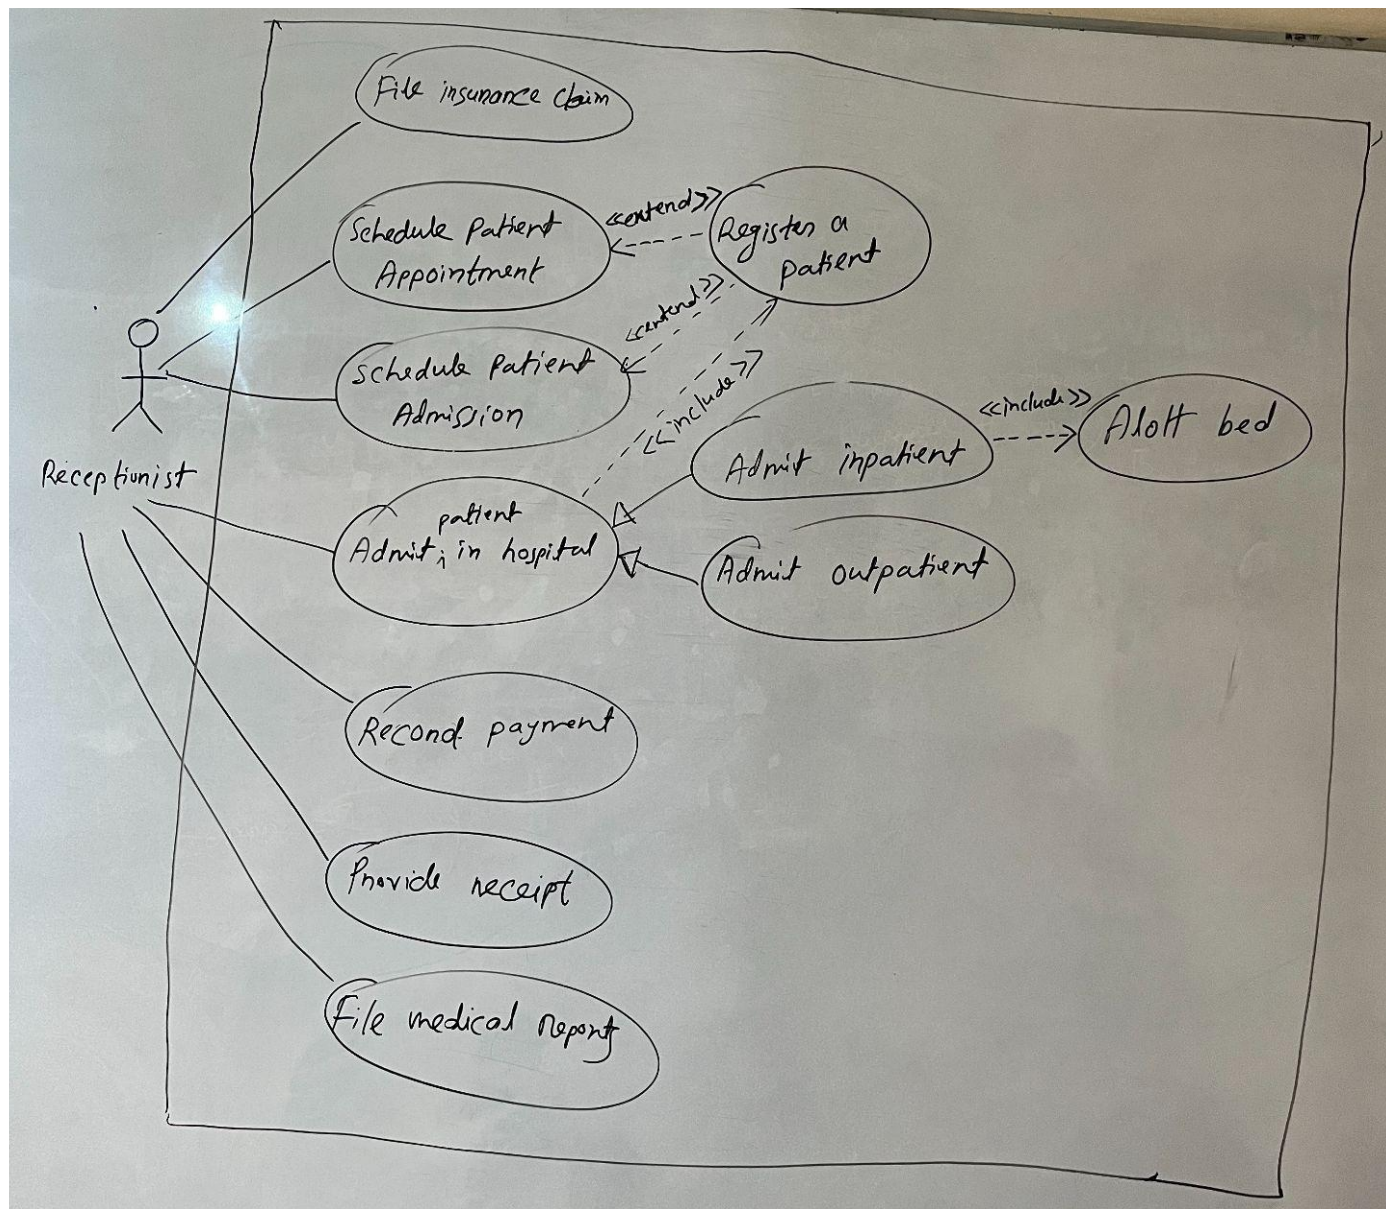 File insurance claim
Schedule Patient
Appointment
<<extend>>
Register a
patient
<<extend>>
Schedule Patient
Admission
<<include>>
Admit inpatient
<<include>>
Alott bed
Receptionist
patient
Admit in hospital
Admit outpatient
Record payment
Provide receipt
File medical reports